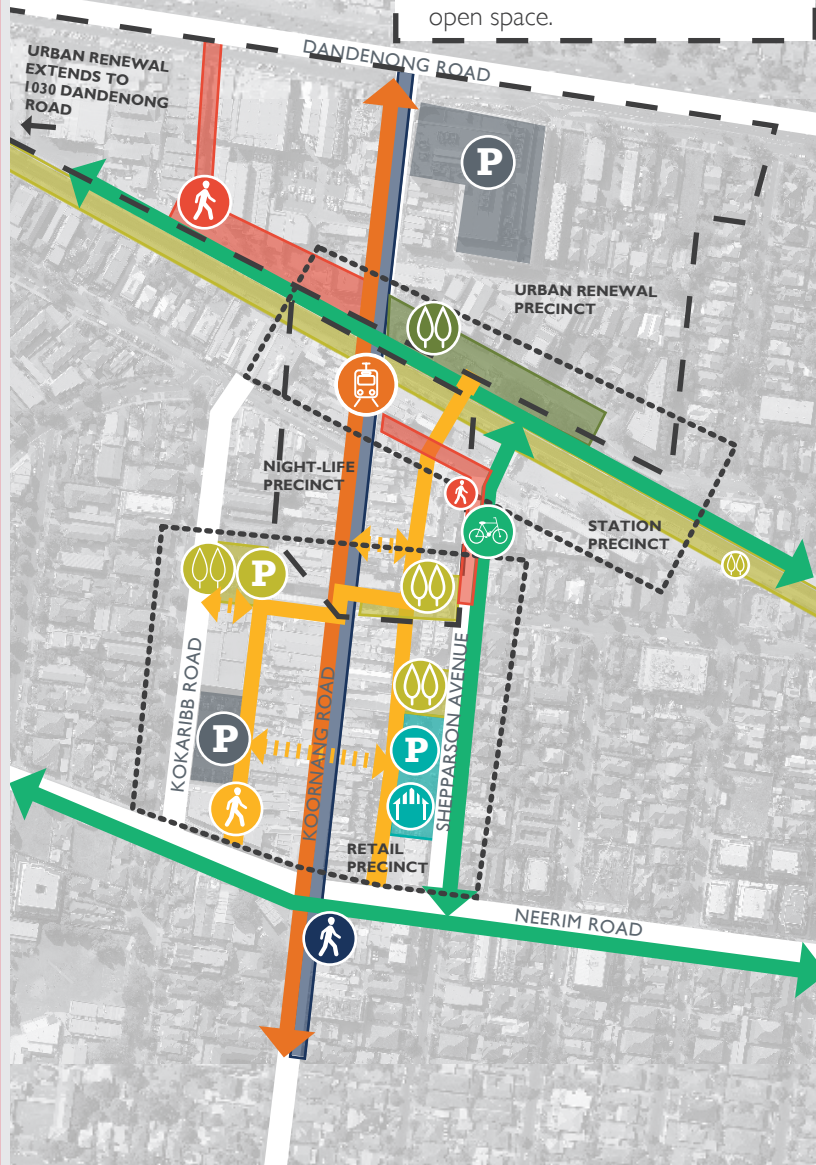 open space.
DANDENONG ROAD
URBAN RENEWAL
EXTENDS TO
1030 DANDENONG
ROAD
P
URBAN RENEWAL
PRECINCT
NIGHT-LIFE
PRECINCT
STATION
PRECINCT
P
KOKARIBB ROAD
KOORNANG ROAD
SHEPPARSON AVENUE
P
P
RETAIL
PRECINCT
NEERIM ROAD